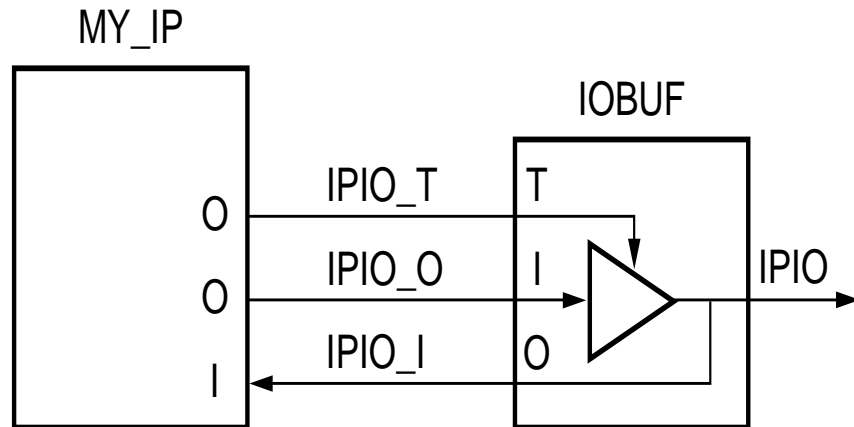 MY_IP
IOBUF
IPIO_T T
O
IPIO_O I IPIO
O
IPIO_I O
I